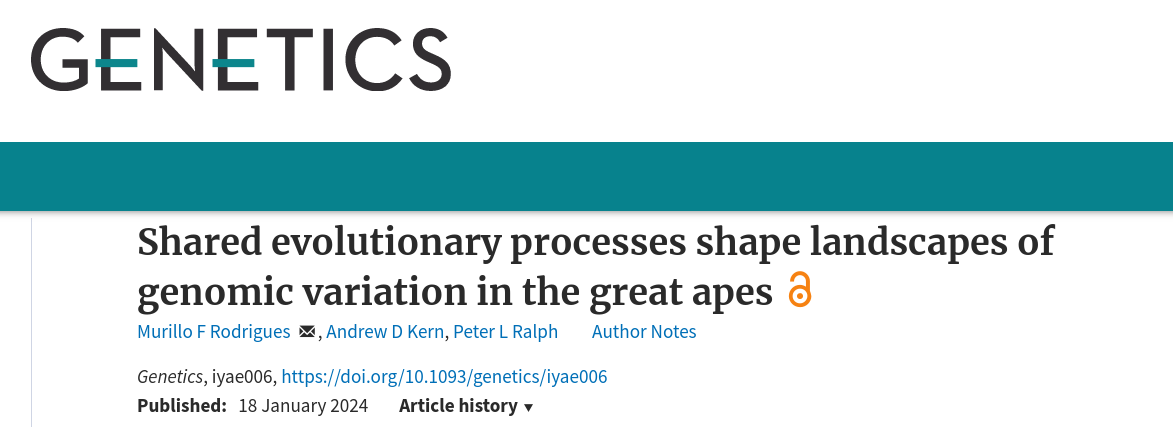 GENETICS
Shared evolutionary processes shape landscapes of
genomic variation in the great apes
Murillo F Rodrigues , Andrew D Kern, Peter L Ralph Author Notes
Genetics, iyae006, https://doi.org/10.1093/genetics/iyae006
Published: 18 January 2024 Article history ▼